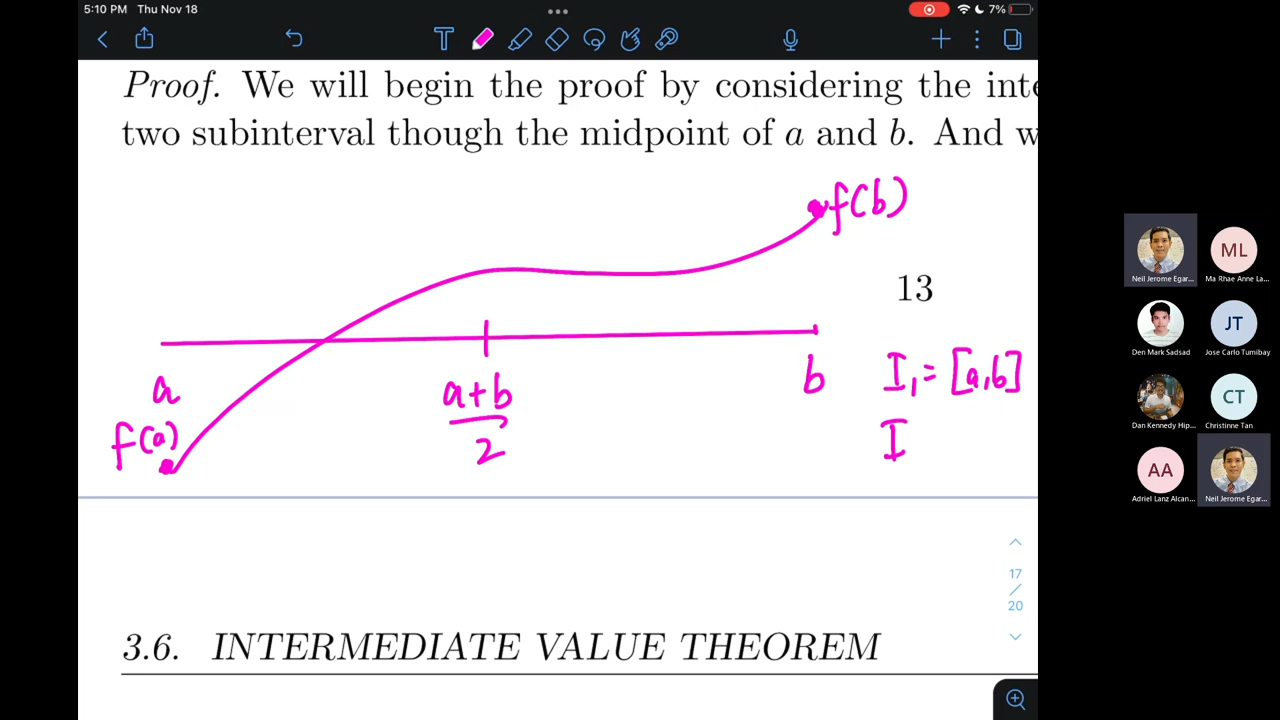 5:10 PM Thu Nov 18
7%
Proof. We will begin the proof by considering the inte
two subinterval though the midpoint of a and b. And w
f(b)
13
a
a+b
2
b
I₁ = [a,b]
f(a)
I
17
/
20
3.6. INTERMEDIATE VALUE THEOREM
Neil Jerome Egar...
ML
Ma Rhae Anne La...
Den Mark Sadsad
JT
Jose Carlo Tumibay
Dan Kennedy Hip...
CT
Christinne Tan
AA
Adriel Lanz Alcan...
Neil Jerome Egar...